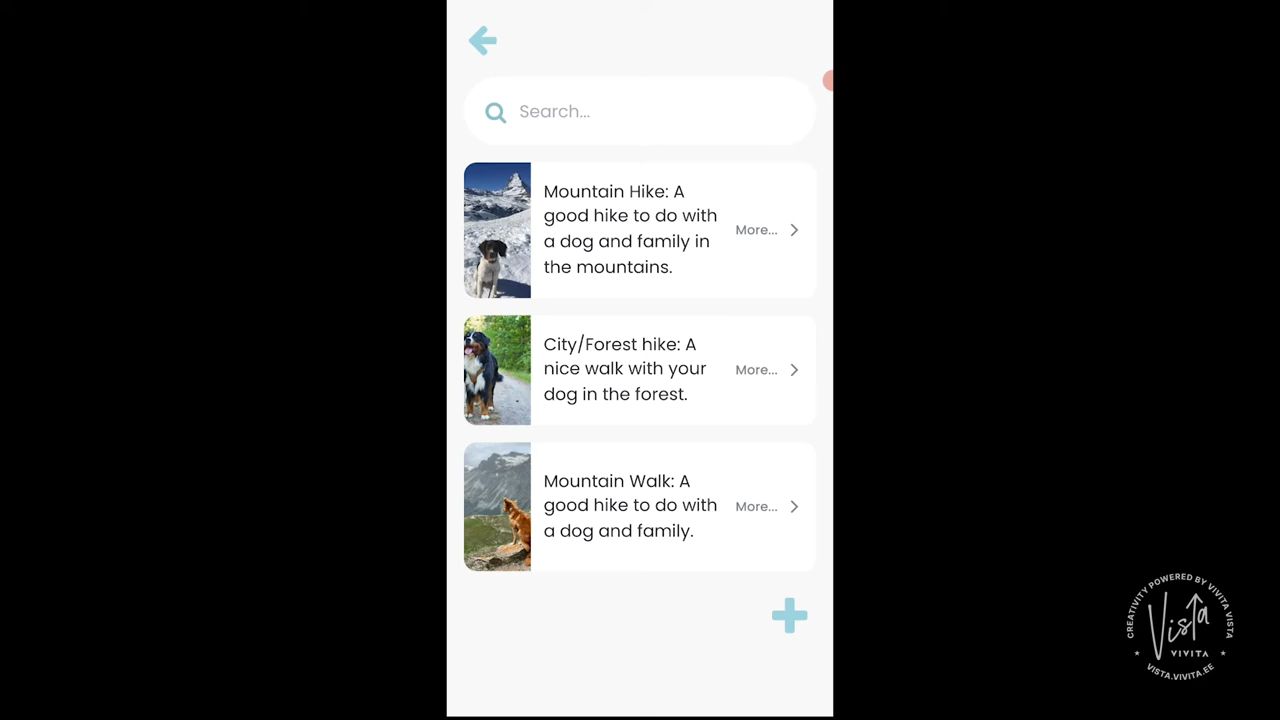 Search...
Mountain Hike: A
good hike to do with
a dog and family in
the mountains.
More...
City/Forest hike: A
nice walk with your
dog in the forest.
More...
Mountain Walk: A
good hike to do with
a dog and family.
More...
CREATIVITY POWERED BY VIVITA VISTA
Vista
VIVITA
VISTA.VIVITA.EE